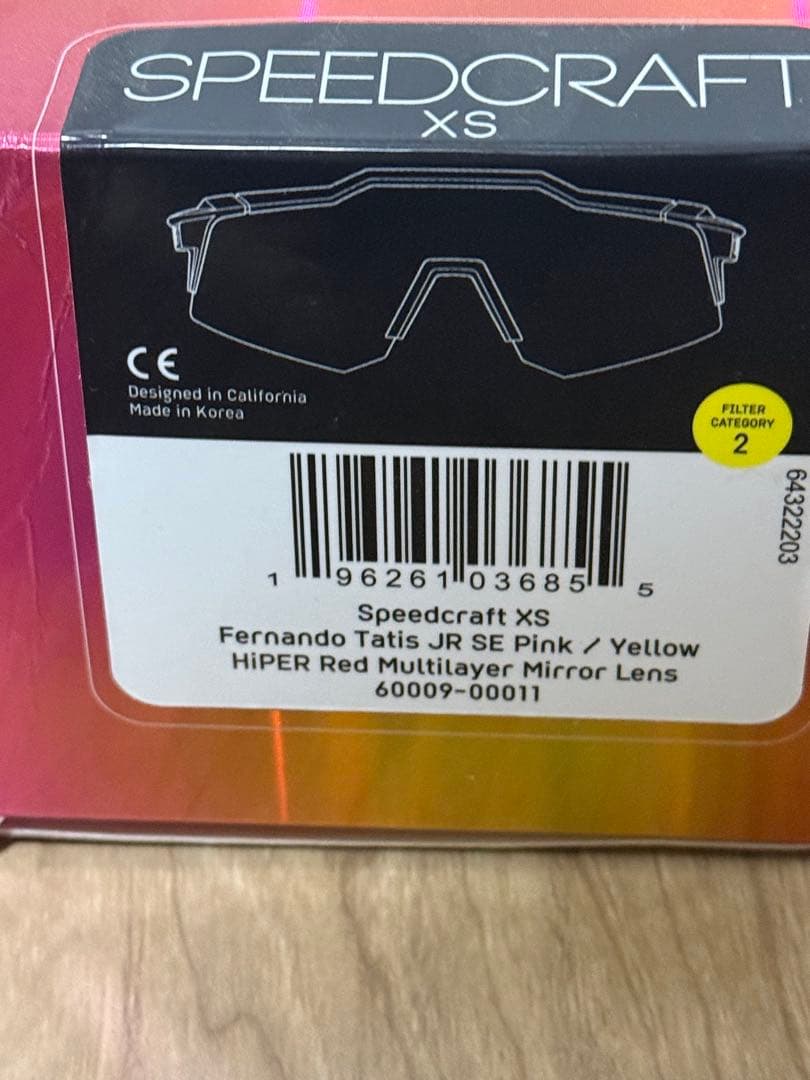 SPEEDCRAFT
XS
CE
Designed in California
Made in Korea
FILTER
CATEGORY
2
64322203
1 96261 03685 5
Speedcraft XS
Fernando Tatis JR SE Pink / Yellow
HiPER Red Multilayer Mirror Lens
60009-00011